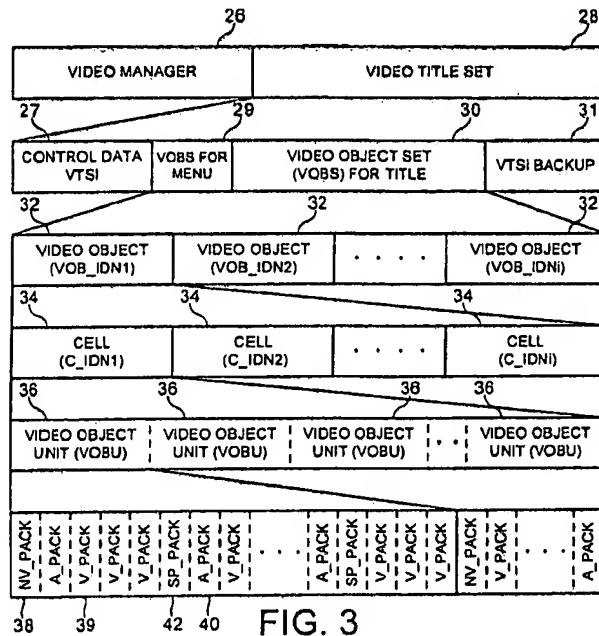 26 28
VIDEO MANAGER VIDEO TITLE SET
27 29 30 31
CONTROL DATA VTSI VOBS FOR MENU VIDEO OBJECT SET (VOBS) FOR TITLE VTSI BACKUP
32 32 32
VIDEO OBJECT (VOB_IDN1) VIDEO OBJECT (VOB_IDN2) · · · · VIDEO OBJECT (VOB_IDNi)
34 34 34
CELL (C_IDN1) CELL (C_IDN2) · · · · CELL (C_IDNi)
36 36 36 36
VIDEO OBJECT UNIT (VOBU) VIDEO OBJECT UNIT (VOBU) VIDEO OBJECT UNIT (VOBU) · · VIDEO OBJECT UNIT (VOBU)
NV_PACK A_PACK V_PACK V_PACK V_PACK SP_PACK A_PACK V_PACK · · · · A_PACK SP_PACK V_PACK V_PACK V_PACK NV_PACK V_PACK · · · A_PACK
38 39 42 40
FIG. 3